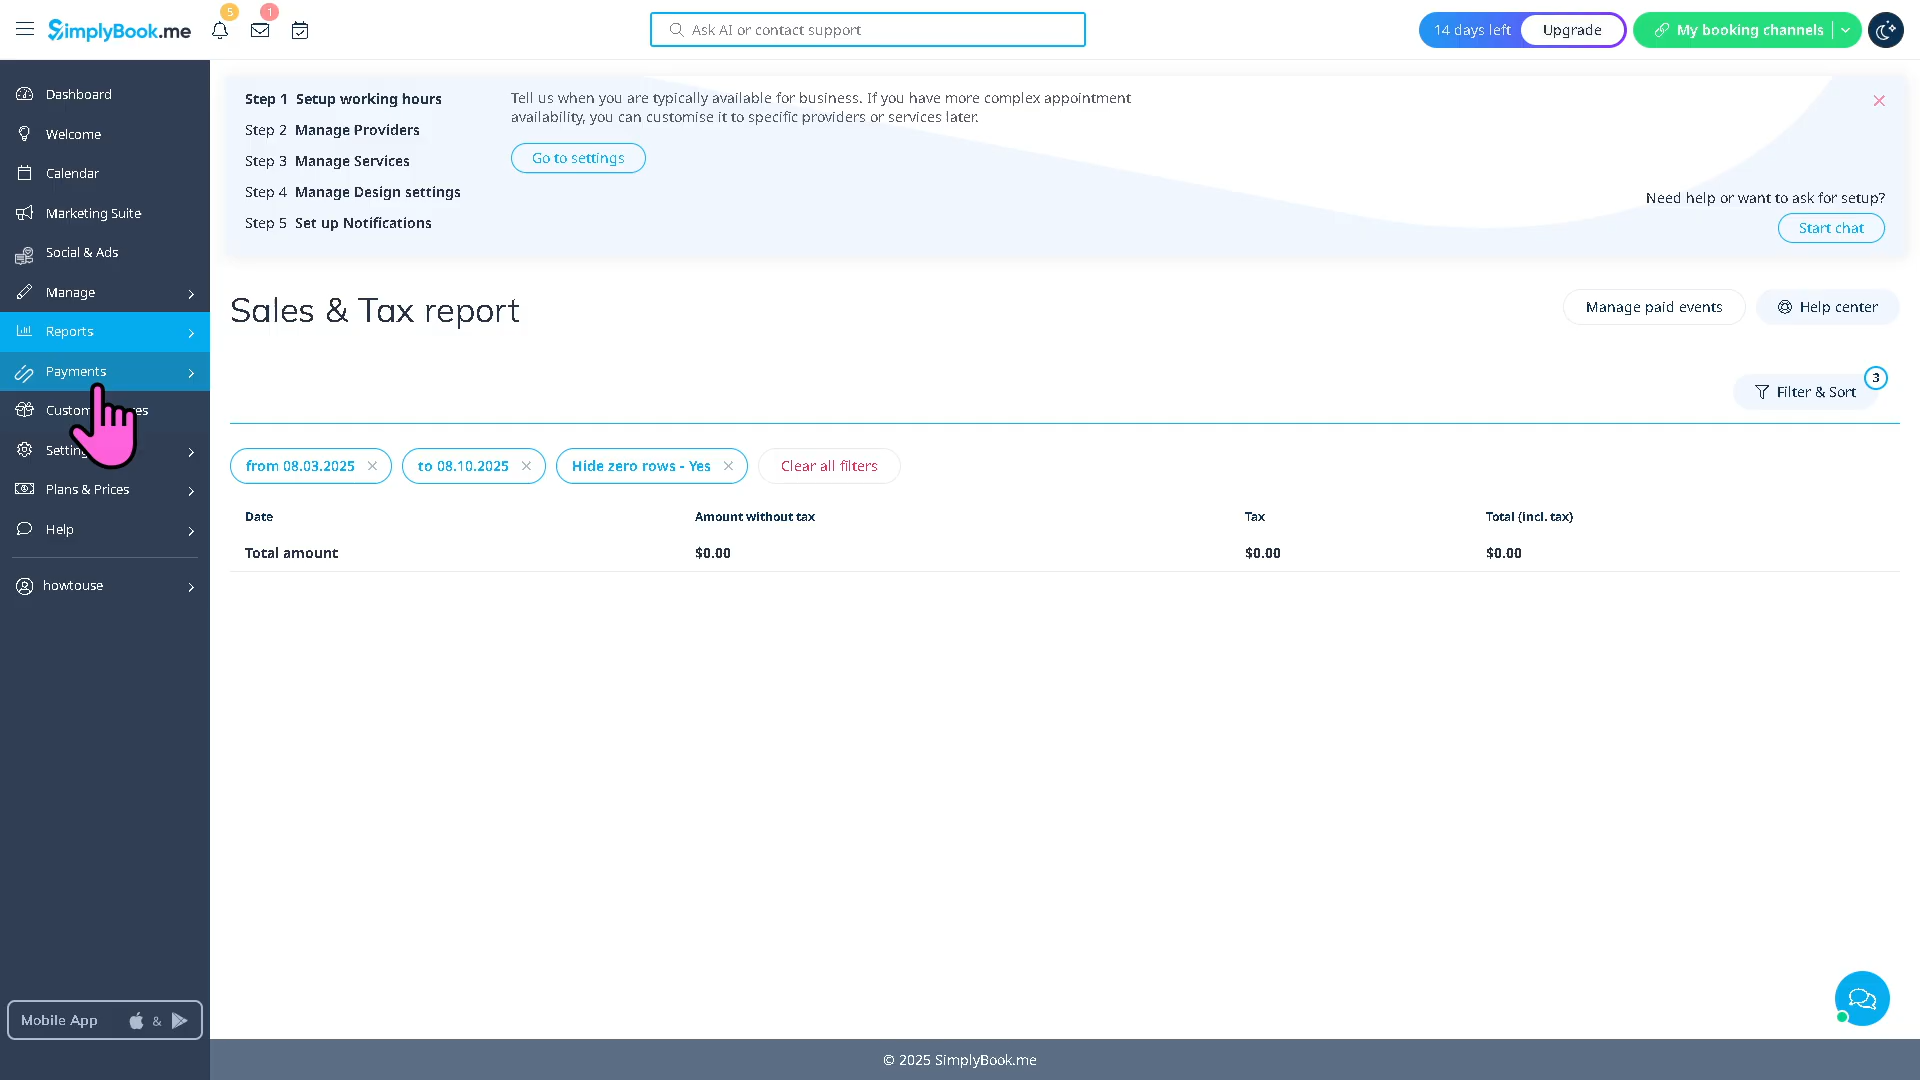 SimplyBook.me
5
1
Ask AI or contact support
14 days left
Upgrade
My booking channels
Dashboard
Welcome
Calendar
Marketing Suite
Social & Ads
Manage
Reports
Payments
Plans & Prices
Help
howtouse
Mobile App
&
Step 1 Setup working hours
Step 2 Manage Providers
Step 3 Manage Services
Step 4 Manage Design settings
Step 5 Set up Notifications
Tell us when you are typically available for business. If you have more complex appointment
availability, you can customise it to specific providers or services later.
Go to settings
Need help or want to ask for setup?
Start chat
Sales & Tax report
Manage paid events
Help center
Filter & Sort
3
from 08.03.2025
to 08.10.2025
Hide zero rows - Yes
Clear all filters
Date Amount without tax Tax Total (incl. tax)
Total amount $0.00 $0.00 $0.00
© 2025 SimplyBook.me